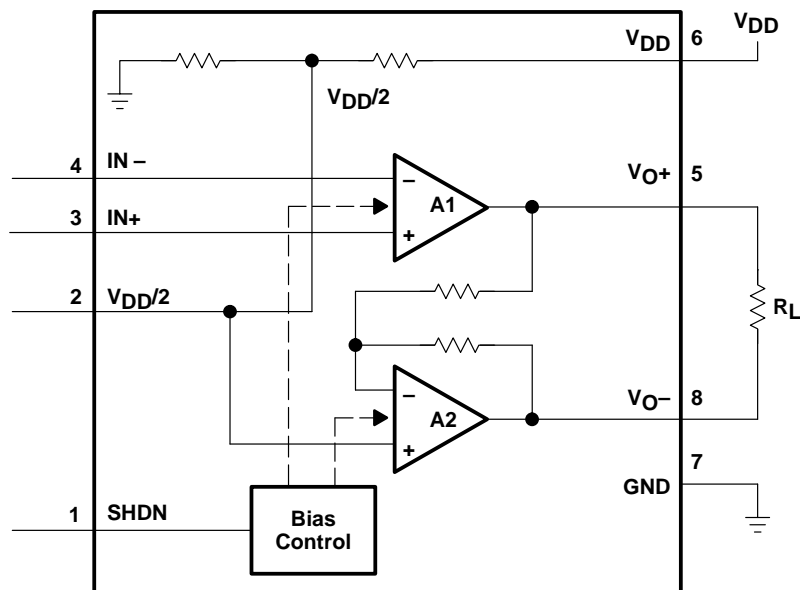 VDD 6 VDD
VDD/2
4 IN – – A1 VO+ 5
3 IN+ +
2 VDD/2 RL
– A2 VO– 8
+
7
GND
1 SHDN
Bias
Control